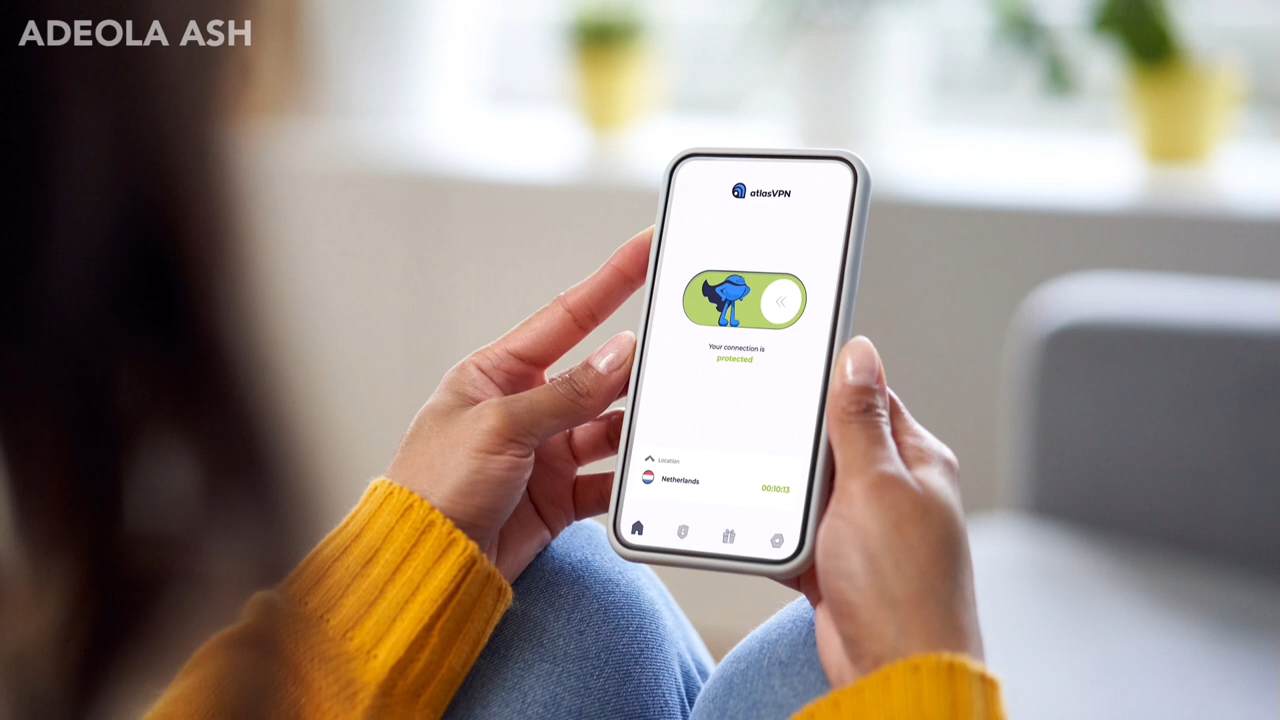 ADEOLA ASH
atlasVPN
Your connection is
protected
Location
Netherlands
00:10:13